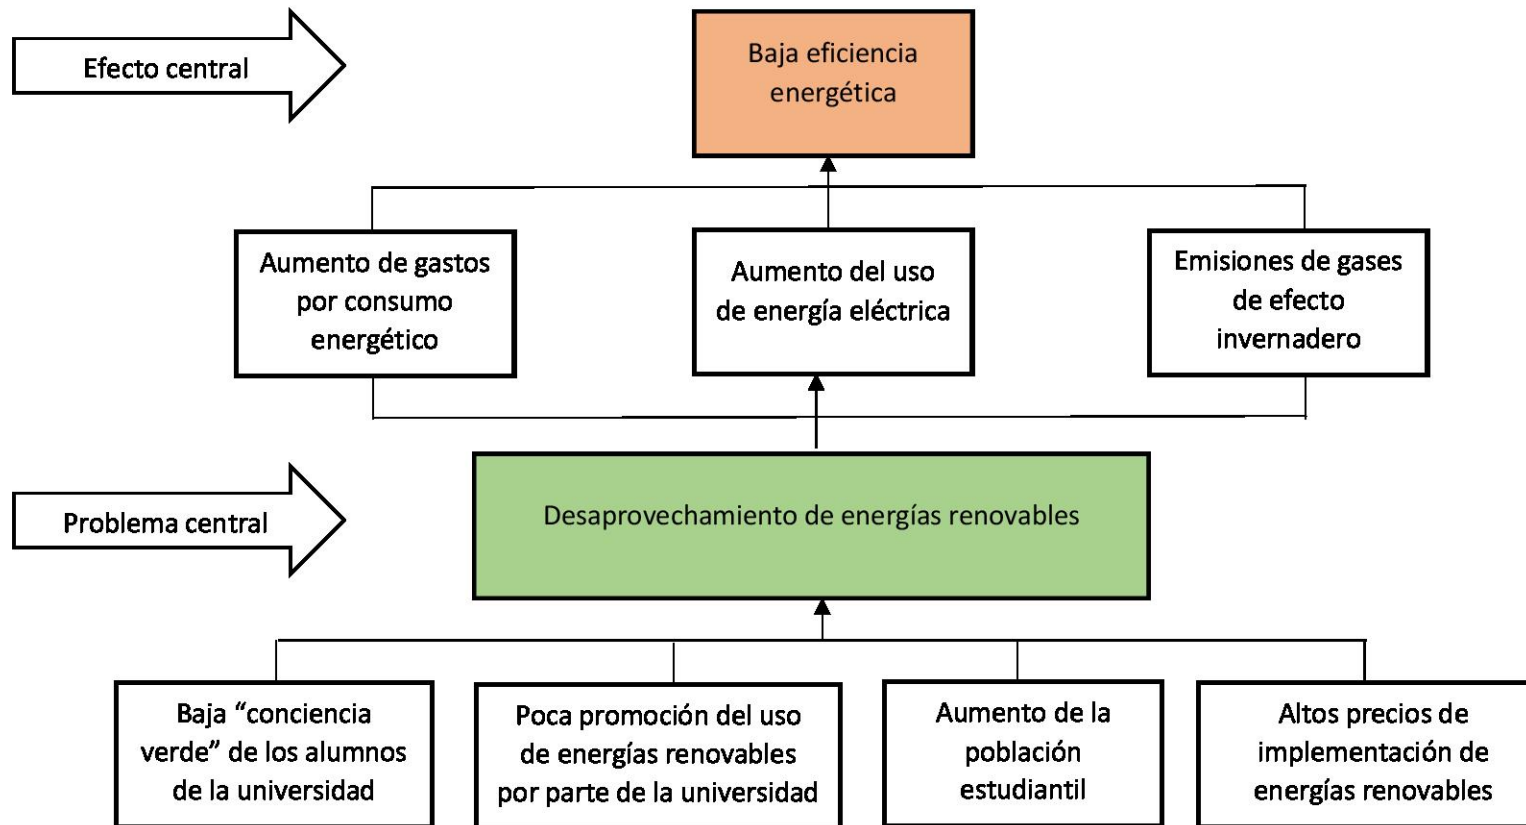 Efecto central
Baja eficiencia
energética
Aumento de gastos
por consumo
energético
Aumento del uso
de energía eléctrica
Emisiones de gases
de efecto
invernadero
Problema central
Desaprovechamiento de energías renovables
Baja “conciencia
verde” de los alumnos
de la universidad
Poca promoción del uso
de energías renovables
por parte de la universidad
Aumento de la
población
estudiantil
Altos precios de
implementación de
energías renovables